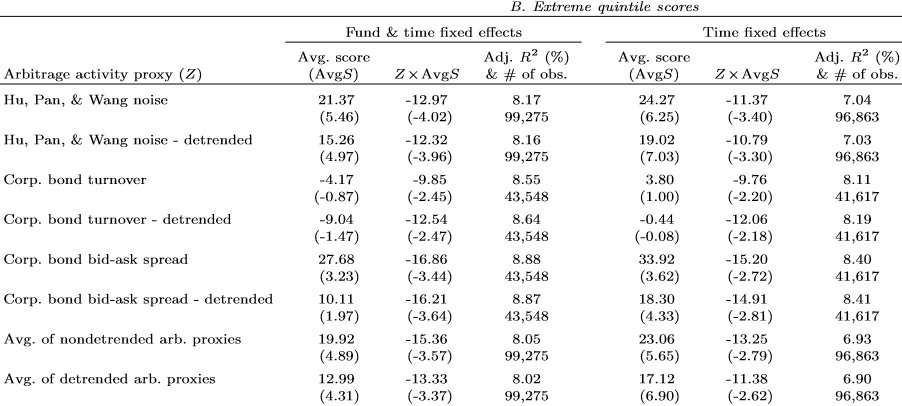 B. Extreme quintile scores
Fund & time fixed effects Time fixed effects
Avg. score Adj. R² (%) Avg. score Adj. R² (%)
Arbitrage activity proxy (Z) (AvgS) Z×AvgS & # of obs. (AvgS) Z×AvgS & # of obs.
Hu, Pan, & Wang noise 21.37 -12.97 8.17 24.27 -11.37 7.04
(5.46) (-4.02) 99,275 (6.25) (-3.40) 96,863
Hu, Pan, & Wang noise - detrended 15.26 -12.32 8.16 19.02 -10.79 7.03
(4.97) (-3.96) 99,275 (7.03) (-3.30) 96,863
Corp. bond turnover -4.17 -9.85 8.55 3.80 -9.76 8.11
(-0.87) (-2.45) 43,548 (1.00) (-2.20) 41,617
Corp. bond turnover - detrended -9.04 -12.54 8.64 -0.44 -12.06 8.19
(-1.47) (-2.47) 43,548 (-0.08) (-2.18) 41,617
Corp. bond bid-ask spread 27.68 -16.86 8.88 33.92 -15.20 8.40
(3.23) (-3.44) 43,548 (3.62) (-2.72) 41,617
Corp. bond bid-ask spread - detrended 10.11 -16.21 8.87 18.30 -14.91 8.41
(1.97) (-3.64) 43,548 (4.33) (-2.81) 41,617
Avg. of nondetrended arb. proxies 19.92 -15.36 8.05 23.06 -13.25 6.93
(4.89) (-3.57) 99,275 (5.65) (-2.79) 96,863
Avg. of detrended arb. proxies 12.99 -13.33 8.02 17.12 -11.38 6.90
(4.31) (-3.37) 99,275 (6.90) (-2.62) 96,863